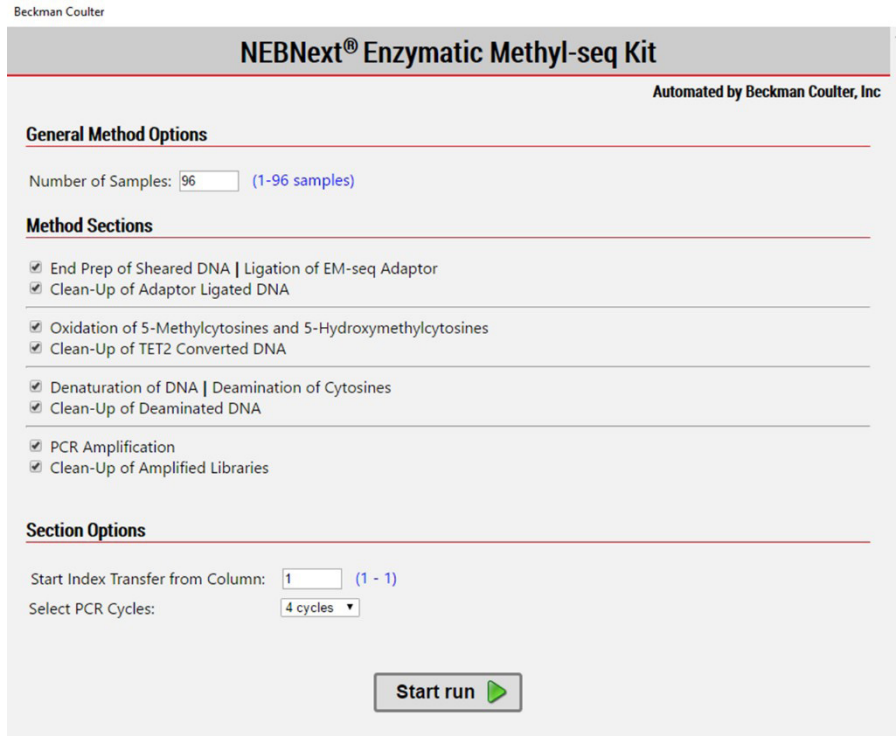 Beckman Coulter
NEBNext® Enzymatic Methyl-seq Kit
Automated by Beckman Coulter, Inc
General Method Options
Number of Samples: 96 (1-96 samples)
Method Sections
End Prep of Sheared DNA | Ligation of EM-seq Adaptor
Clean-Up of Adaptor Ligated DNA
Oxidation of 5-Methylcytosines and 5-Hydroxymethylcytosines
Clean-Up of TET2 Converted DNA
Denaturation of DNA | Deamination of Cytosines
Clean-Up of Deaminated DNA
PCR Amplification
Clean-Up of Amplified Libraries
Section Options
Start Index Transfer from Column: 1 (1 - 1)
Select PCR Cycles: 4 cycles
Start run